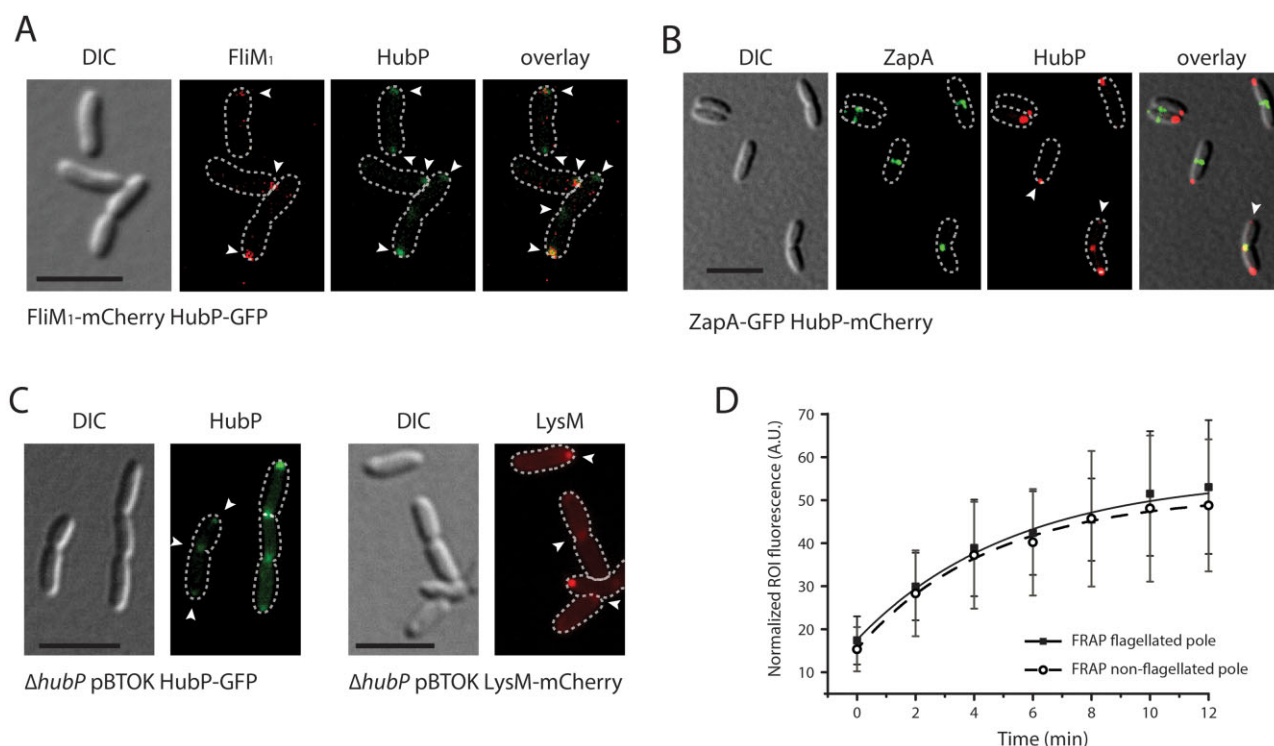 A
DIC FliM₁ HubP overlay
FliM₁-mCherry HubP-GFP
B
DIC ZapA HubP overlay
ZapA-GFP HubP-mCherry
C
DIC HubP DIC LysM
ΔhubP pBTOK HubP-GFP ΔhubP pBTOK LysM-mCherry
D
Normalized ROI fluorescence (A.U.)
70
60
50
40
30
20
10
FRAP flagellated pole
FRAP non-flagellated pole
0 2 4 6 8 10 12
Time (min)